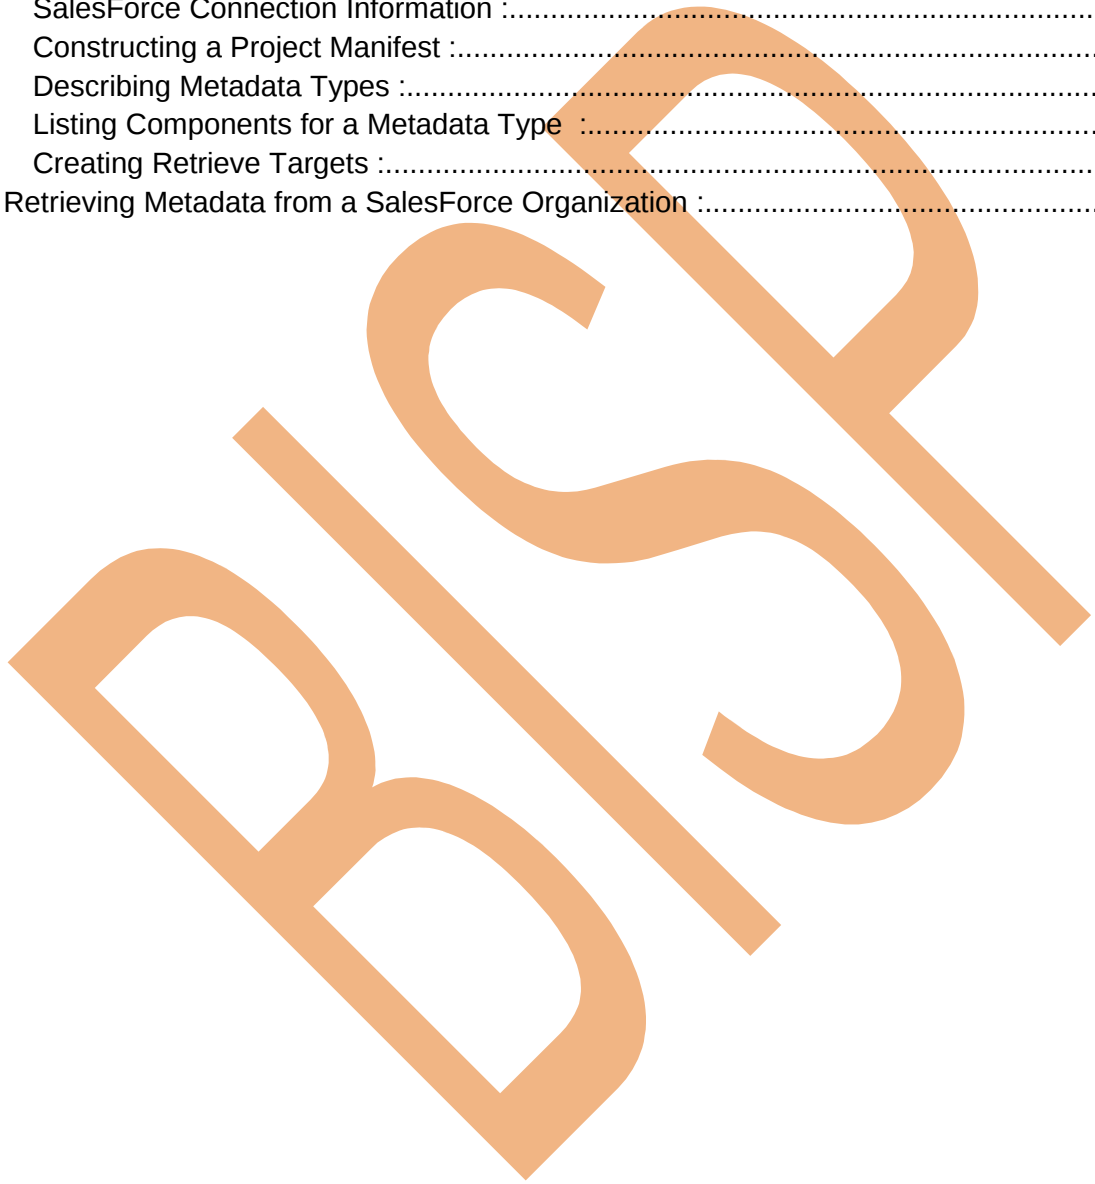 SalesForce Connection Information :........................................................................
Constructing a Project Manifest :..............................................................................
Describing Metadata Types :....................................................................................
Listing Components for a Metadata Type  :..............................................................
Creating Retrieve Targets :.......................................................................................
Retrieving Metadata from a SalesForce Organization :................................................
BISP